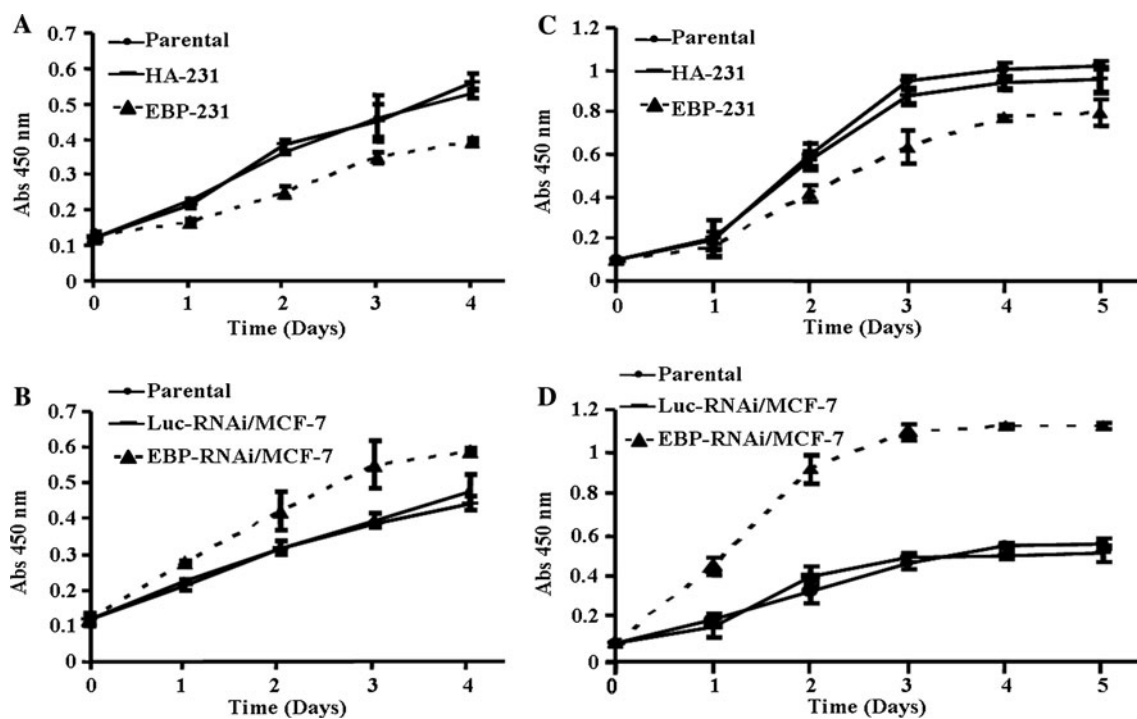 A
Parental
HA-231
EBP-231
Abs 450 nm
0.7
0.6
0.5
0.4
0.3
0.2
0.1
0
0 1 2 3 4
Time (Days)
C
Parental
HA-231
EBP-231
Abs 450 nm
1.2
1
0.8
0.6
0.4
0.2
0
0 1 2 3 4 5
Time (Days)
B
Parental
Luc-RNAi/MCF-7
EBP-RNAi/MCF-7
Abs 450 nm
0.7
0.6
0.5
0.4
0.3
0.2
0.1
0
0 1 2 3 4
Time (Days)
D
Parental
Luc-RNAi/MCF-7
EBP-RNAi/MCF-7
Abs 450 nm
1.2
1
0.8
0.6
0.4
0.2
0
0 1 2 3 4 5
Time (Days)